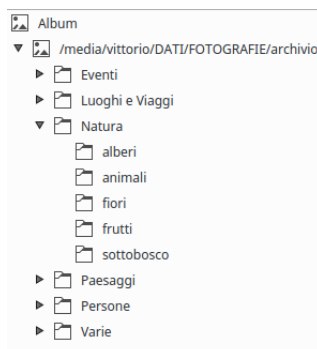 Album
/media/vittorio/DATI/FOTOGRAFIE/archivio
Eventi
Luoghi e Viaggi
Natura
alberi
animali
fiori
frutti
sottobosco
Paesaggi
Persone
Varie